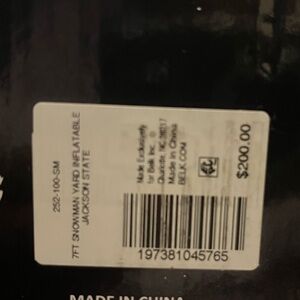 252-100-SM
7FT SNOWMAN YARD INFLATABLE
JACKSON STATE
Made Exclusively
for Belk Inc. ©
Charlotte, NC 28217
Made in China
BELK.COM
$200.00
197381045765
MADE IN CHINA